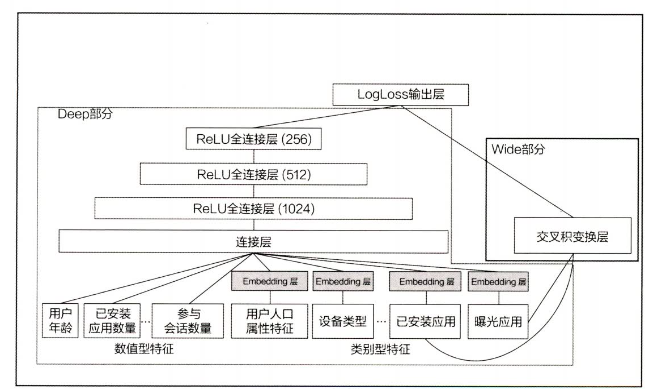 LogLoss输出层
Deep部分
ReLU全连接层 (256)
Wide部分
ReLU全连接层 (512)
ReLU全连接层 (1024)
连接层
交叉积变换层
Embedding 层
Embedding 层
Embedding 层
Embedding 层
用户
年龄
已安装
应用数量
...
参与
会话数量
用户人口
属性特征
设备类型
...
已安装应用
曝光应用
数值型特征
类别型特征